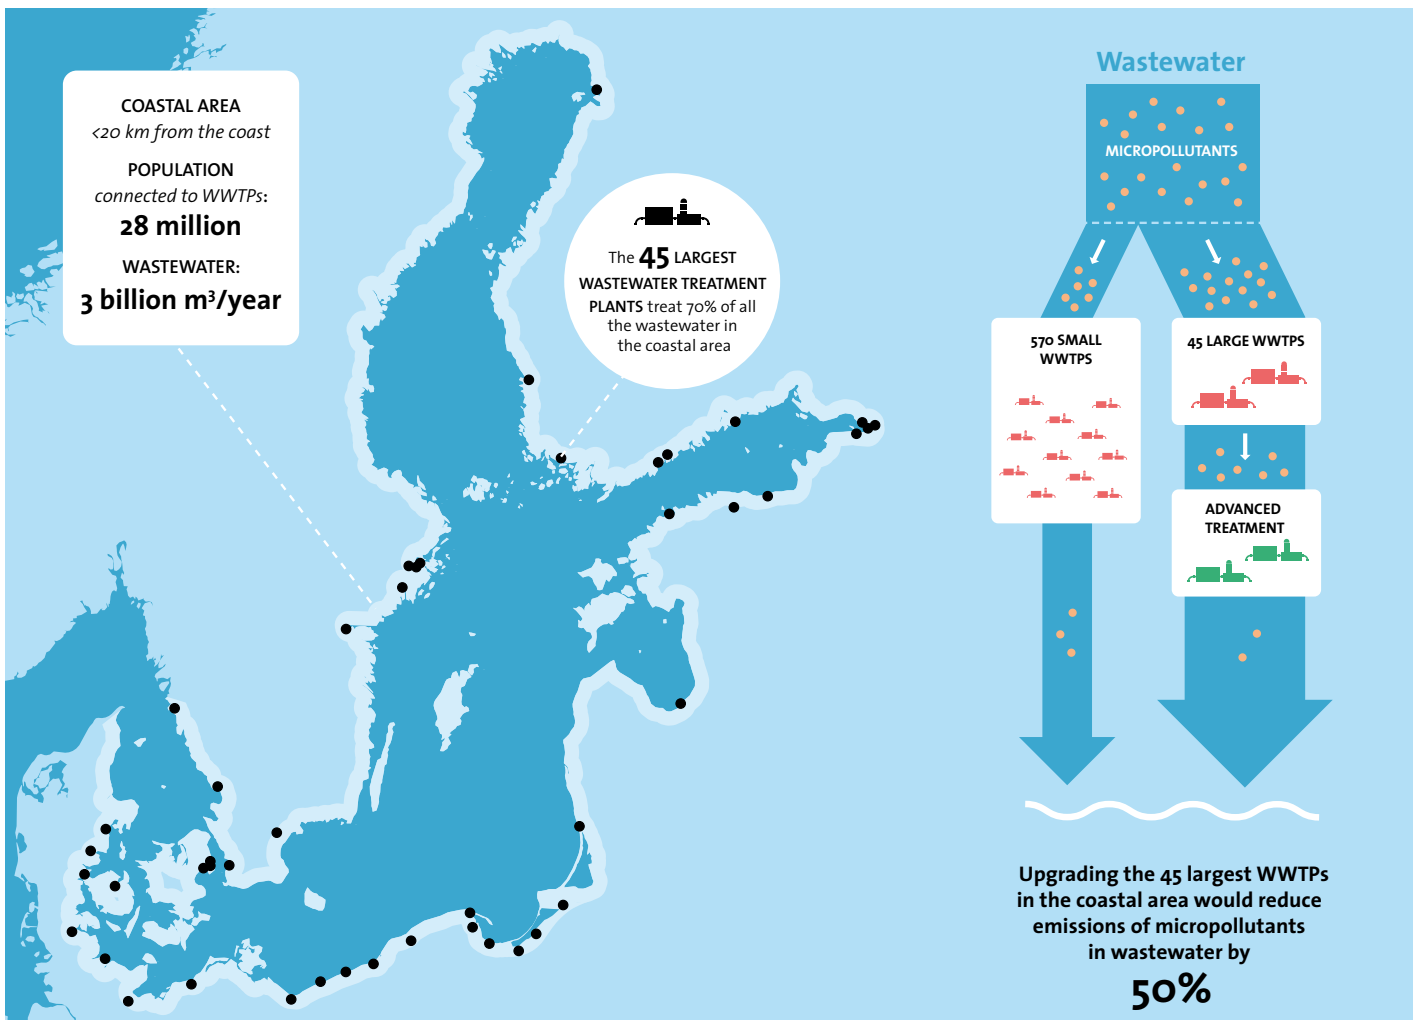 COASTAL AREA
<20 km from the coast
POPULATION
connected to WWTPs:
28 million
WASTEWATER:
3 billion m³/year
The 45 LARGEST
WASTEWATER TREATMENT
PLANTS treat 70% of all
the wastewater in
the coastal area
Wastewater
MICROPOLLUTANTS
570 SMALL
WWTPS
45 LARGE WWTPS
ADVANCED
TREATMENT
Upgrading the 45 largest WWTPs
in the coastal area would reduce
emissions of micropollutants
in wastewater by
50%